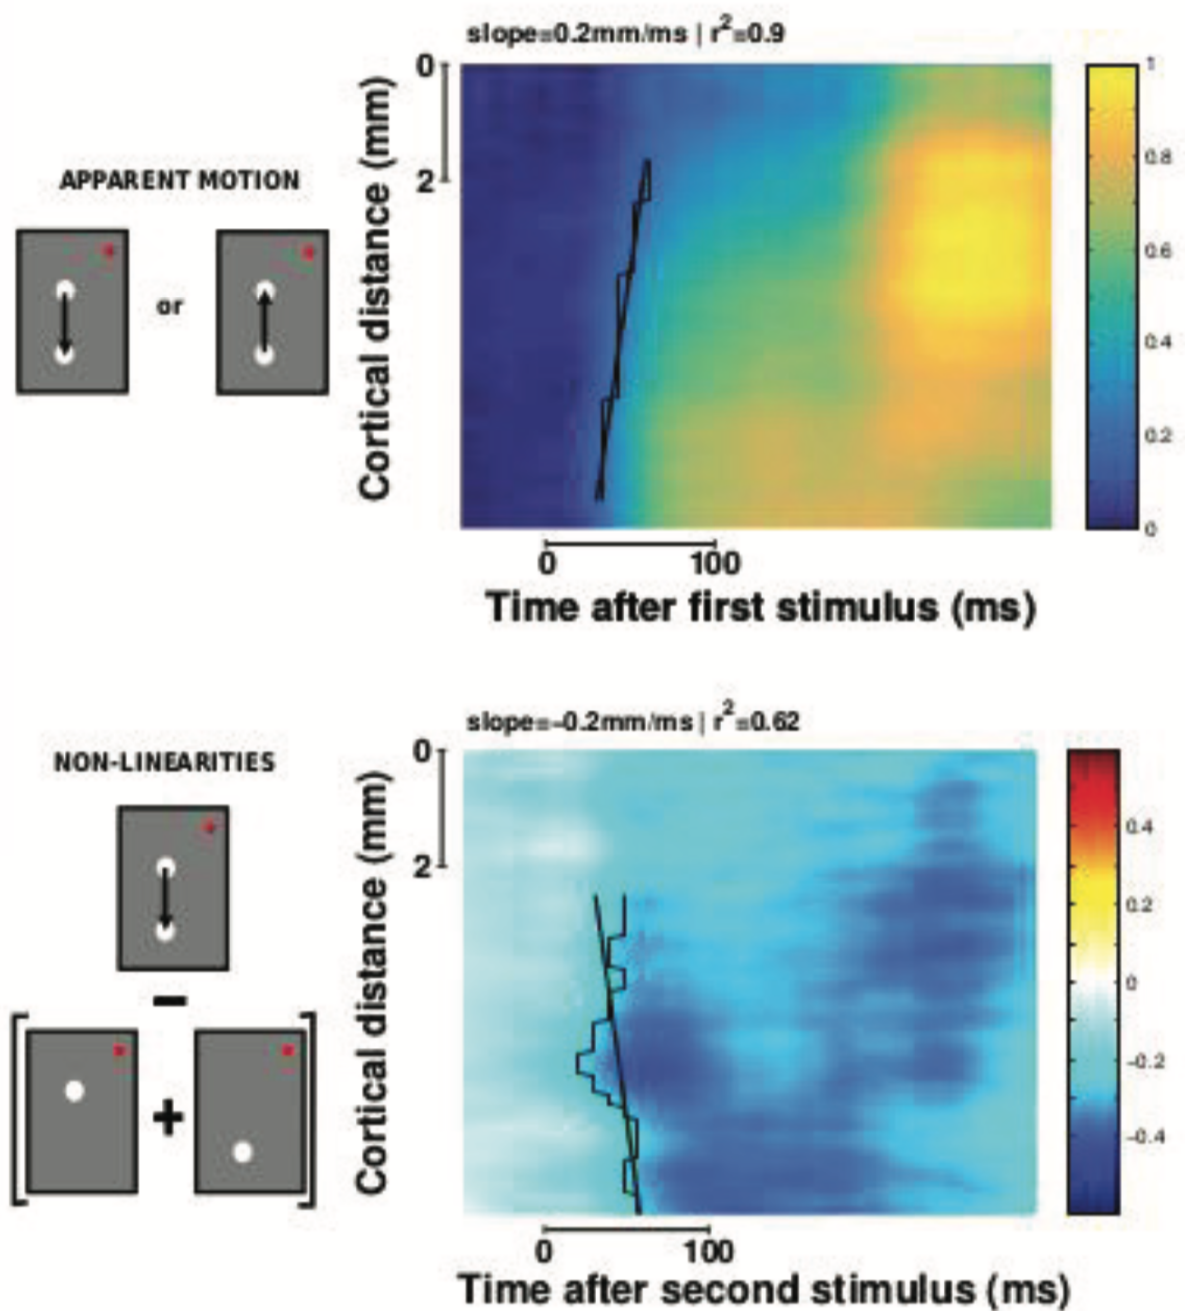 slope=0.2mm/ms | r²=0.9
APPARENT MOTION
or
Cortical distance (mm)
0
2
1
0.8
0.6
0.4
0.2
0
0
100
Time after first stimulus (ms)
slope=-0.2mm/ms | r²=0.62
NON-LINEARITIES
−
[
+
]
Cortical distance (mm)
0
2
0.4
0.2
0
-0.2
-0.4
0
100
Time after second stimulus (ms)